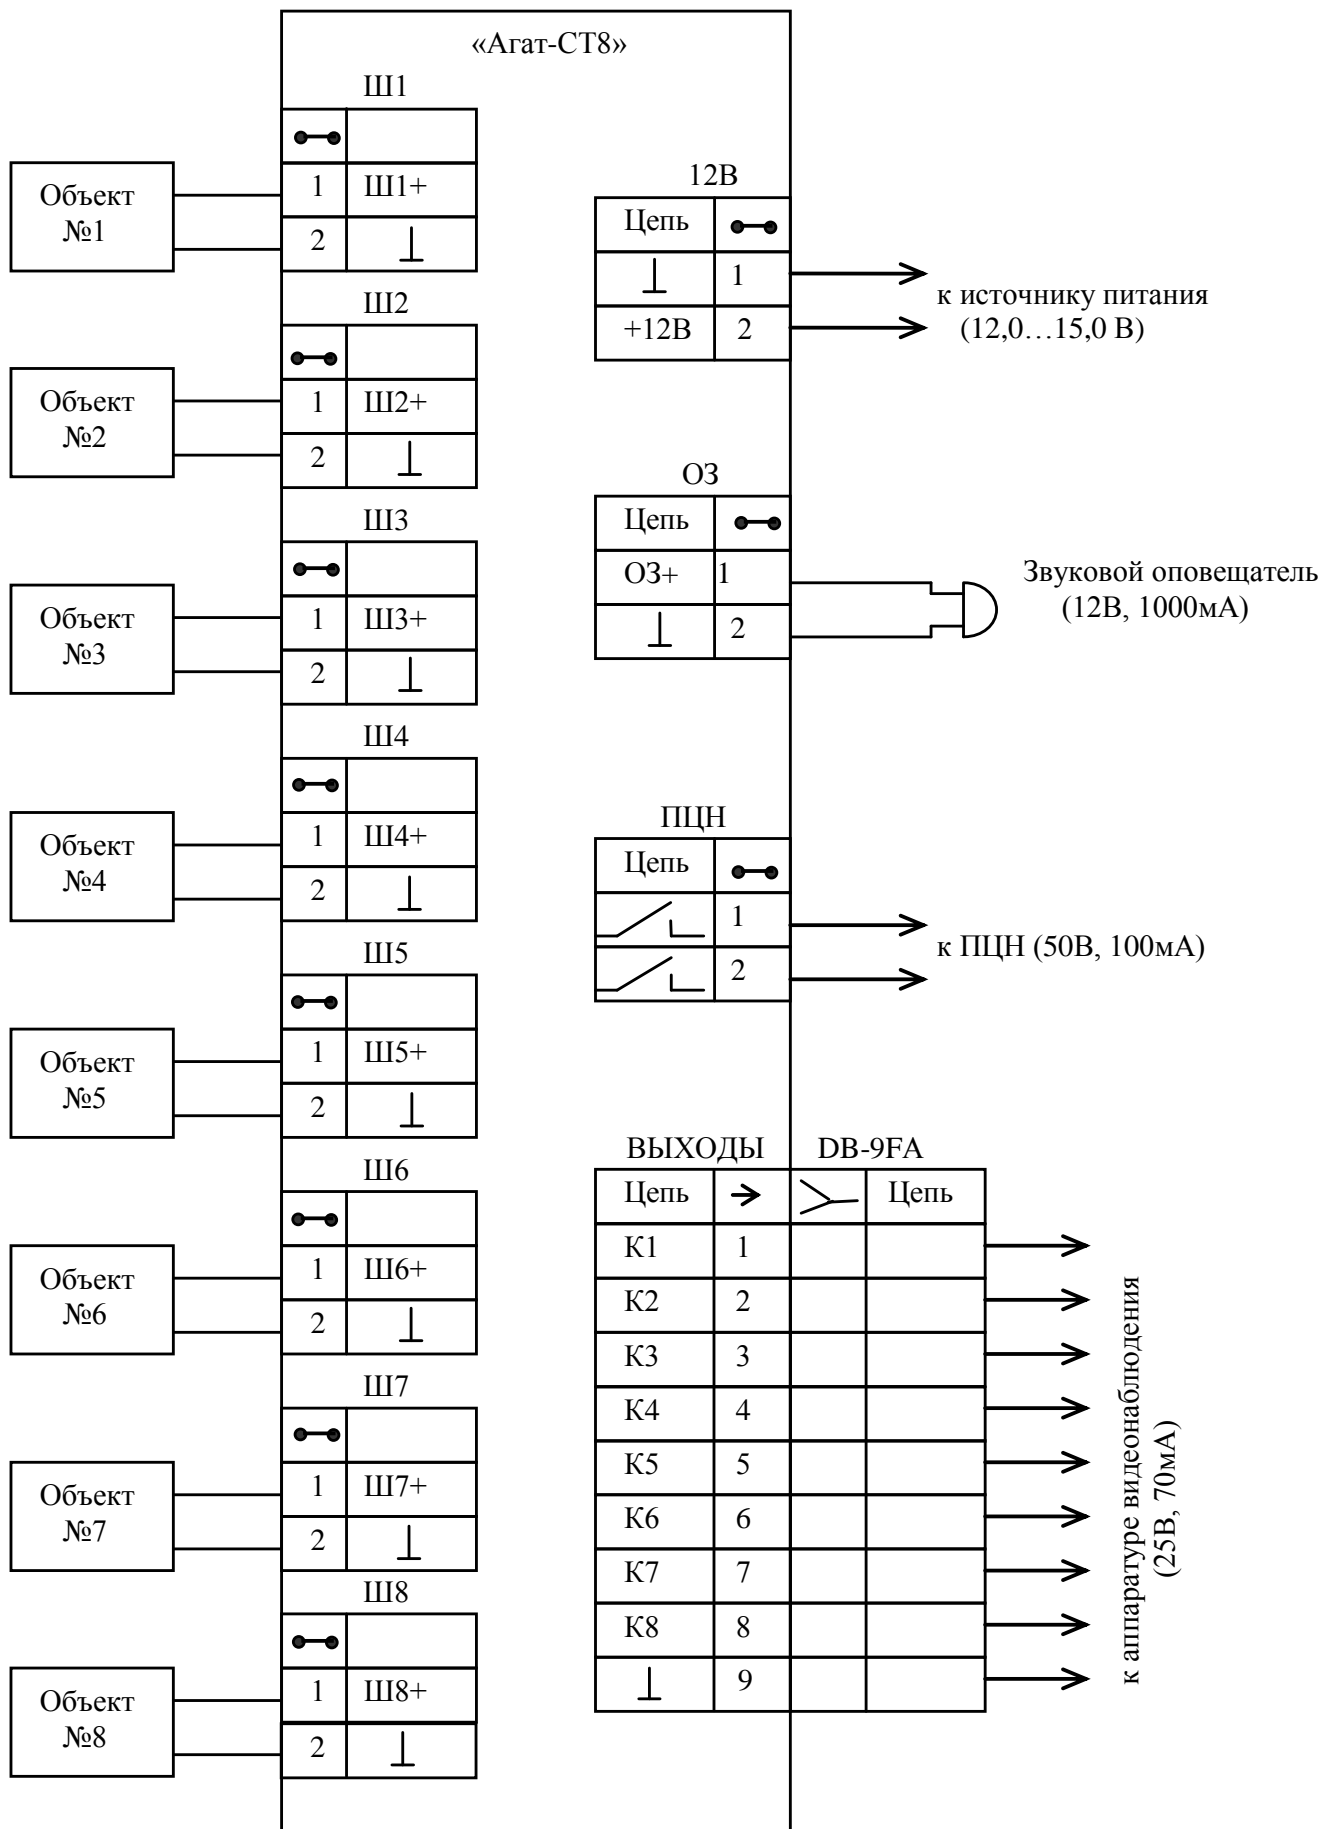 «Агат-СТ8»
Ш1
Объект
№1
1 Ш1+
2
Ш2
Объект
№2
1 Ш2+
2
Ш3
Объект
№3
1 Ш3+
2
Ш4
Объект
№4
1 Ш4+
2
Ш5
Объект
№5
1 Ш5+
2
Ш6
Объект
№6
1 Ш6+
2
Ш7
Объект
№7
1 Ш7+
2
Ш8
Объект
№8
1 Ш8+
2
12В
Цепь
1
+12В 2
к источнику питания
(12,0…15,0 В)
ОЗ
Цепь
ОЗ+ 1
2
Звуковой оповещатель
(12В, 1000мА)
ПЦН
Цепь
1
2
к ПЦН (50В, 100мА)
ВЫХОДЫ DB-9FA
Цепь Цепь
К1 1
К2 2
К3 3
К4 4
К5 5
К6 6
К7 7
К8 8
9
к аппаратуре видеонаблюдения
(25В, 70мА)